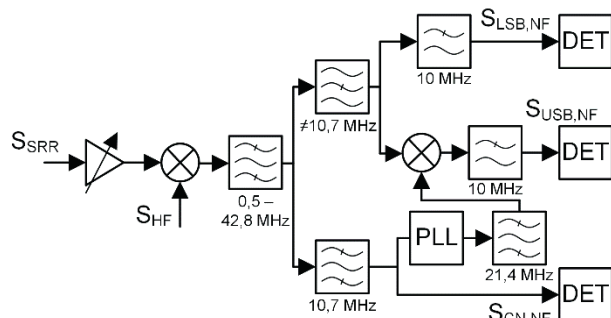 S_LSB,NF
DET
10 MHz
≠10,7 MHz
S_USB,NF
DET
S_SRR
10 MHz
0,5 –
42,8 MHz
S_HF
PLL
10,7 MHz
21,4 MHz
DET